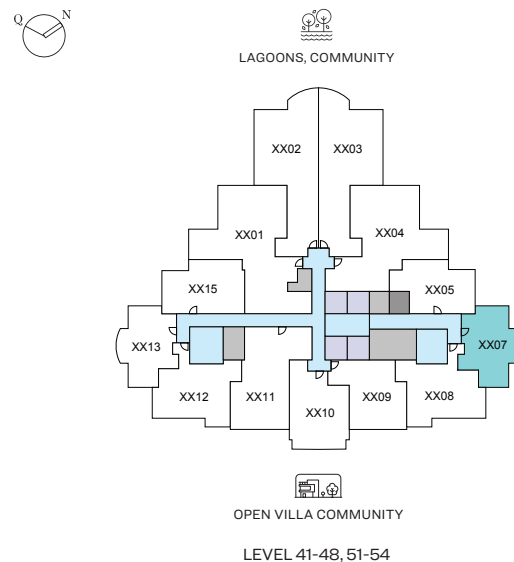 Q N
LAGOONS, COMMUNITY
XX02 XX03
XX01 XX04
XX15 XX05
XX13 XX07
XX12 XX11 XX10 XX09 XX08
OPEN VILLA COMMUNITY
LEVEL 41-48, 51-54